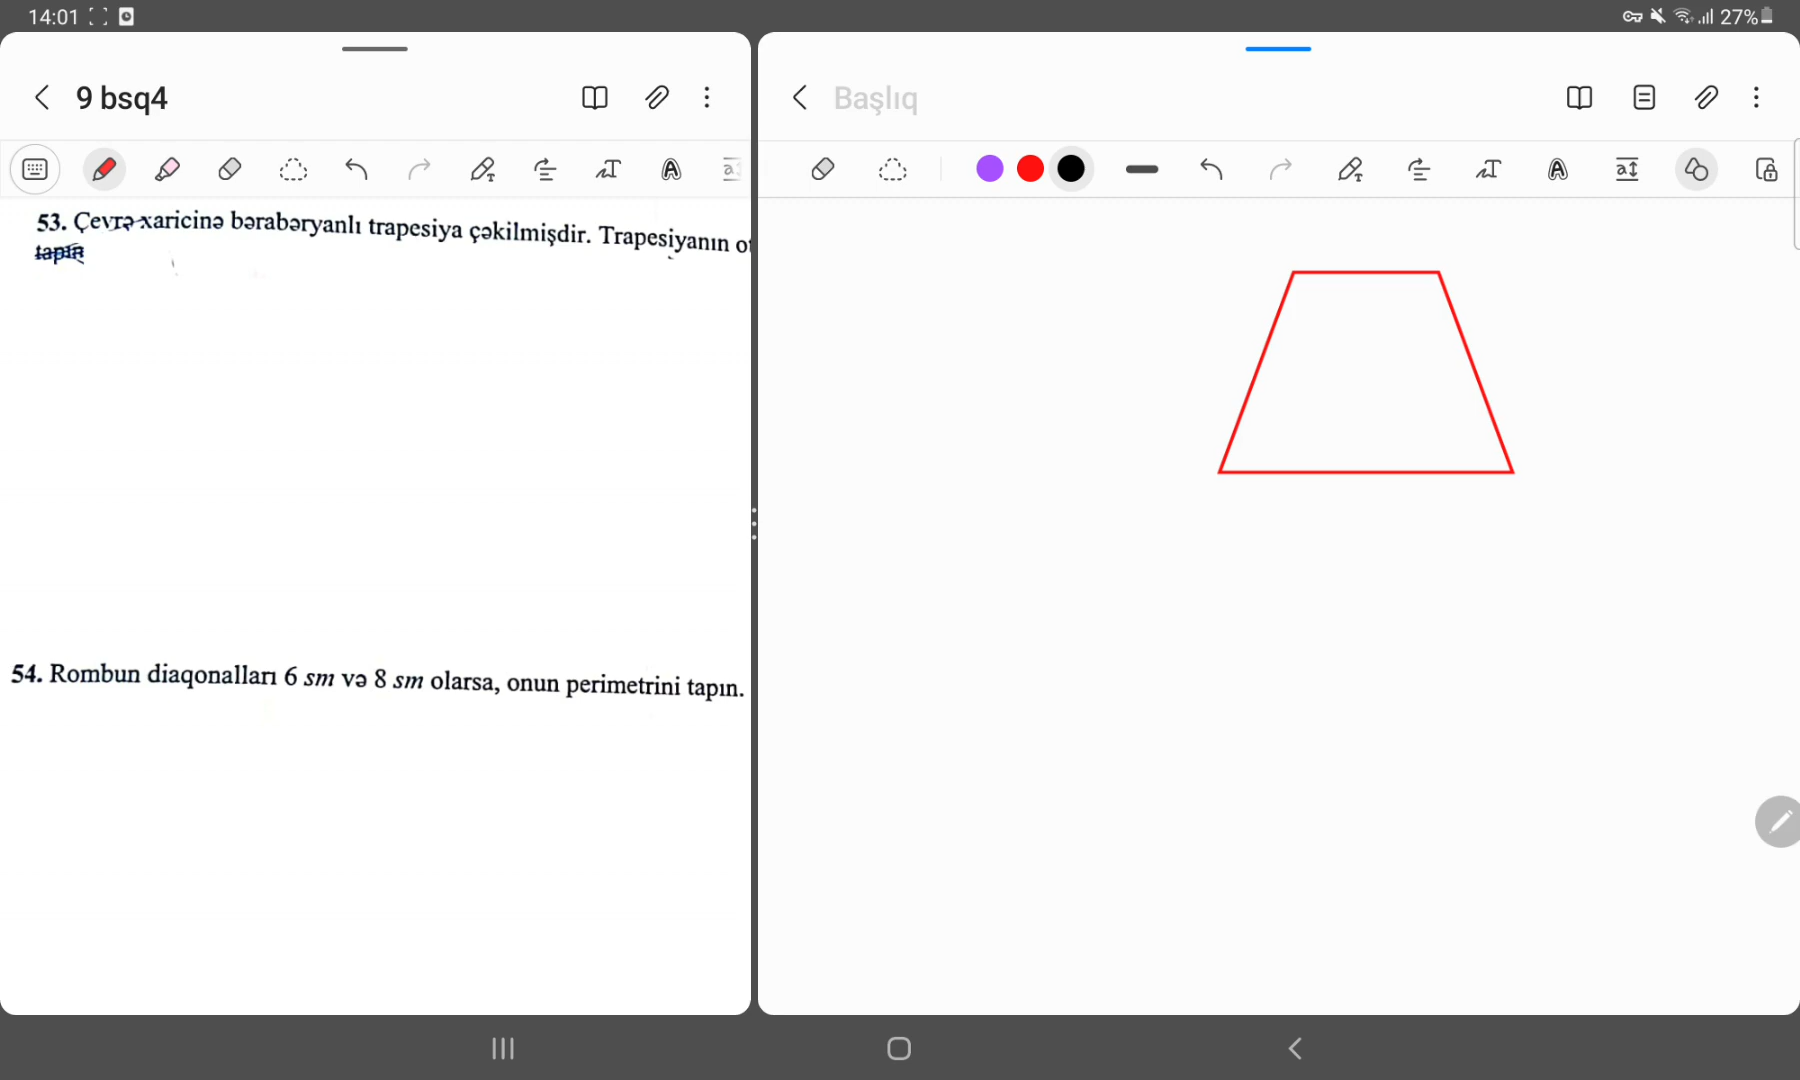 14:01
27%
9 bsq4
Başlıq
53. Çevrə xaricinə bərabəryanlı trapesiya çəkilmişdir. Trapesiyanın
tapın
54. Rombun diaqonalları 6 sm və 8 sm olarsa, onun perimetrini tapın.